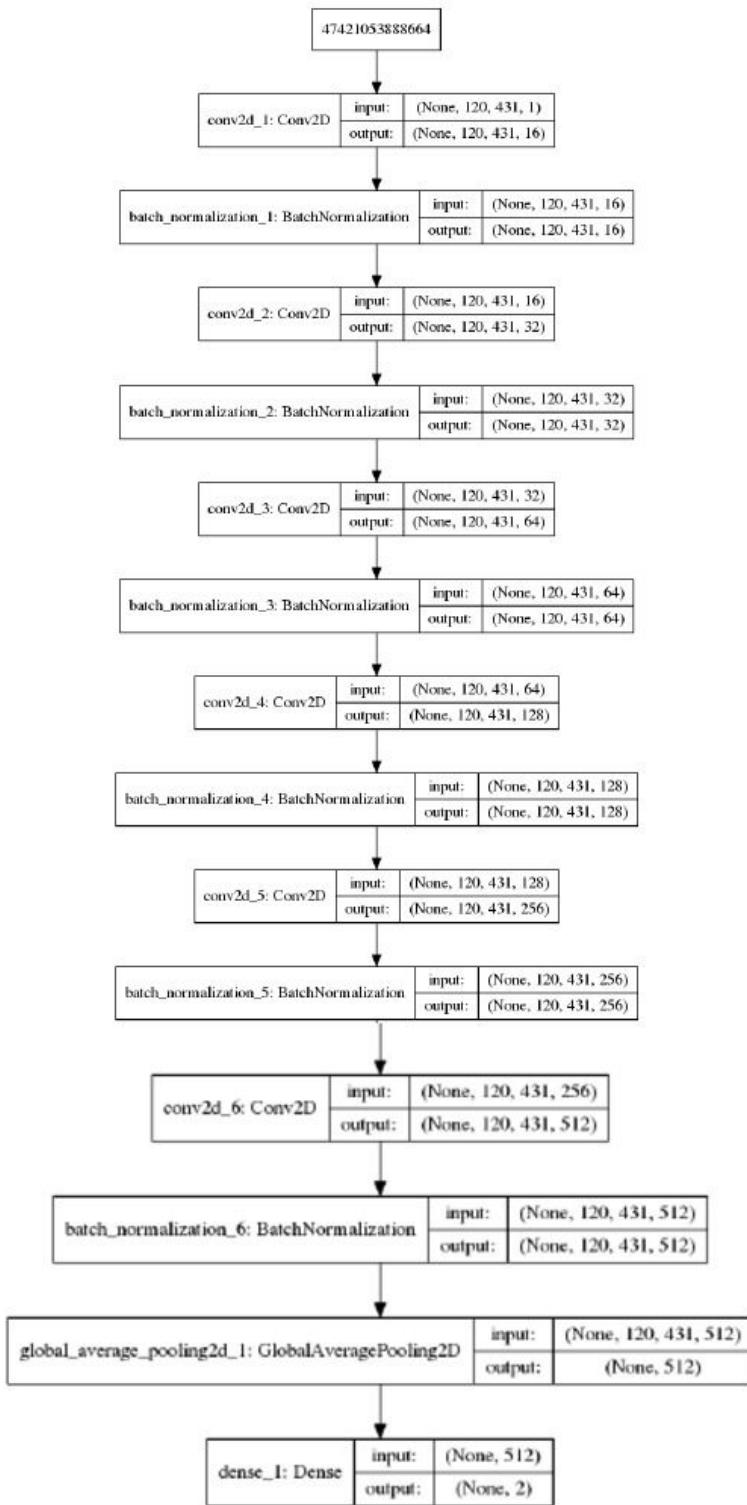 47421053888664
conv2d_1: Conv2D
input: (None, 120, 431, 1)
output: (None, 120, 431, 16)
batch_normalization_1: BatchNormalization
input: (None, 120, 431, 16)
output: (None, 120, 431, 16)
conv2d_2: Conv2D
input: (None, 120, 431, 16)
output: (None, 120, 431, 32)
batch_normalization_2: BatchNormalization
input: (None, 120, 431, 32)
output: (None, 120, 431, 32)
conv2d_3: Conv2D
input: (None, 120, 431, 32)
output: (None, 120, 431, 64)
batch_normalization_3: BatchNormalization
input: (None, 120, 431, 64)
output: (None, 120, 431, 64)
conv2d_4: Conv2D
input: (None, 120, 431, 64)
output: (None, 120, 431, 128)
batch_normalization_4: BatchNormalization
input: (None, 120, 431, 128)
output: (None, 120, 431, 128)
conv2d_5: Conv2D
input: (None, 120, 431, 128)
output: (None, 120, 431, 256)
batch_normalization_5: BatchNormalization
input: (None, 120, 431, 256)
output: (None, 120, 431, 256)
conv2d_6: Conv2D
input: (None, 120, 431, 256)
output: (None, 120, 431, 512)
batch_normalization_6: BatchNormalization
input: (None, 120, 431, 512)
output: (None, 120, 431, 512)
global_average_pooling2d_1: GlobalAveragePooling2D
input: (None, 120, 431, 512)
output: (None, 512)
dense_1: Dense
input: (None, 512)
output: (None, 2)